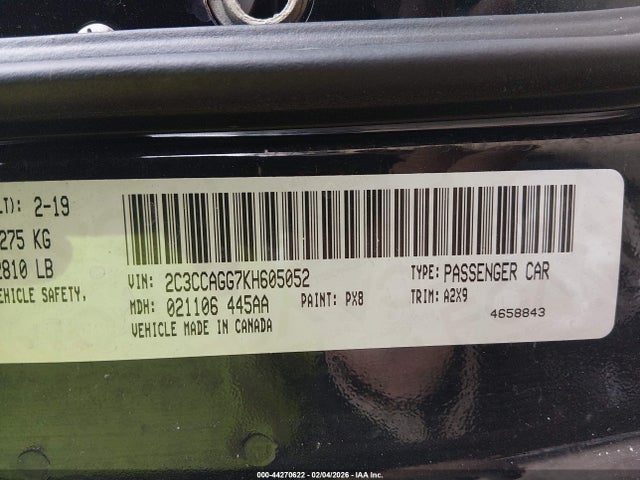 LT): 2-19
275 KG
2810 LB
EHICLE SAFETY,
VIN: 2C3CCAGG7KH605052
TYPE: PASSENGER CAR
MDH: 021106 445AA
PAINT: PX8
TRIM: A2X9
VEHICLE MADE IN CANADA
4658843
000-44270622 - 02/04/2026 - IAA Inc.